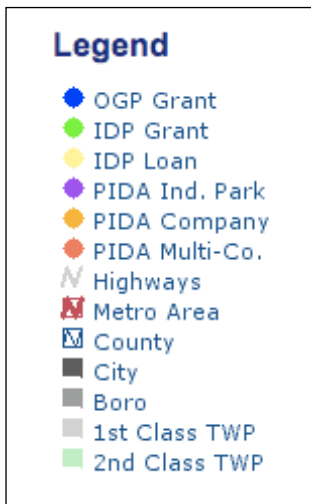 Legend
OGP Grant
IDP Grant
IDP Loan
PIDA Ind. Park
PIDA Company
PIDA Multi-Co.
Highways
Metro Area
County
City
Boro
1st Class TWP
2nd Class TWP